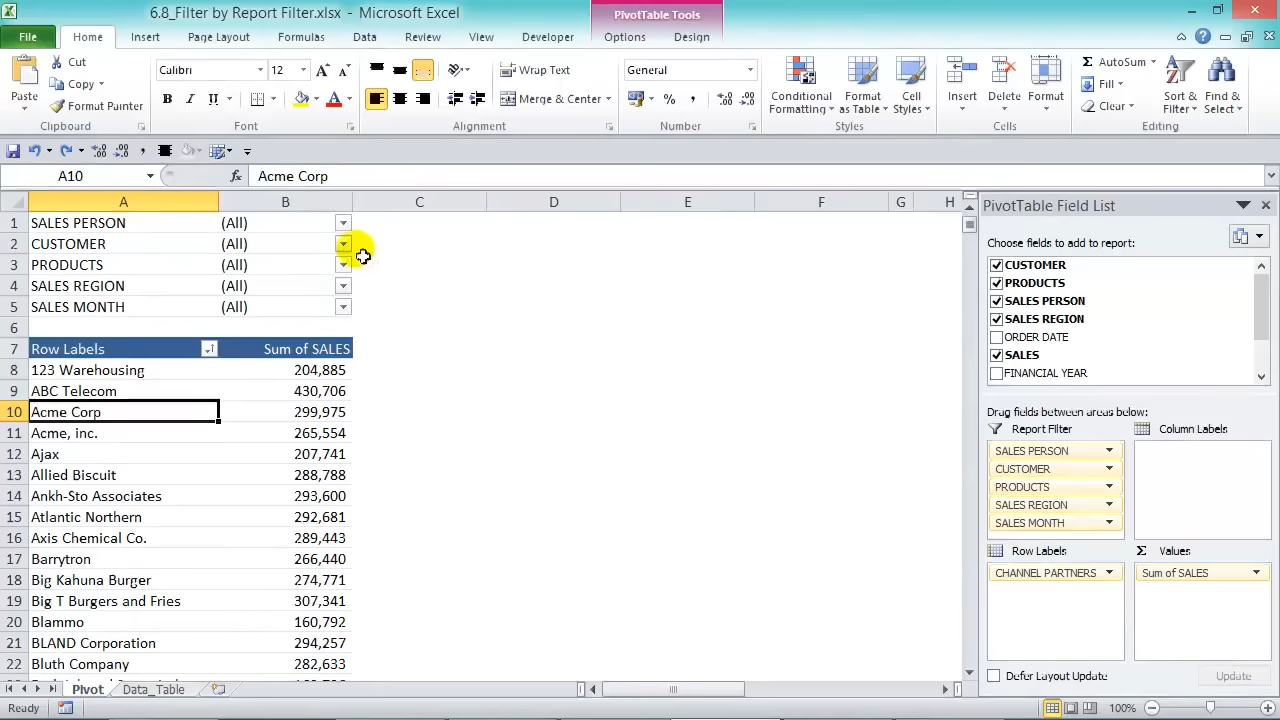 6.8_Filter by Report Filter.xlsx - Microsoft Excel
PivotTable Tools
File Home Insert Page Layout Formulas Data Review View Developer Options Design
Paste
Cut
Copy
Format Painter
Clipboard
Calibri 12
B I U
Font
Wrap Text
Merge & Center
Alignment
General
%
Number
Conditional Formatting
Format as Table
Cell Styles
Styles
Insert
Delete
Format
Cells
AutoSum
Fill
Clear
Sort & Filter
Find & Select
Editing
A10 fx Acme Corp
A B C D E F G H
1 SALES PERSON (All)
2 CUSTOMER (All)
3 PRODUCTS (All)
4 SALES REGION (All)
5 SALES MONTH (All)
6
7 Row Labels Sum of SALES
8 123 Warehousing 204,885
9 ABC Telecom 430,706
10 Acme Corp 299,975
11 Acme, inc. 265,554
12 Ajax 207,741
13 Allied Biscuit 288,788
14 Ankh-Sto Associates 293,600
15 Atlantic Northern 292,681
16 Axis Chemical Co. 289,443
17 Barrytron 266,440
18 Big Kahuna Burger 274,771
19 Big T Burgers and Fries 307,341
20 Blammo 160,792
21 BLAND Corporation 294,257
22 Bluth Company 282,633
PivotTable Field List
Choose fields to add to report:
CUSTOMER
PRODUCTS
SALES PERSON
SALES REGION
ORDER DATE
SALES
FINANCIAL YEAR
Drag fields between areas below:
Report Filter
SALES PERSON
CUSTOMER
PRODUCTS
SALES REGION
SALES MONTH
Column Labels
Row Labels
CHANNEL PARTNERS
Σ Values
Sum of SALES
Defer Layout Update
Update
Pivot Data_Table
Ready
100%